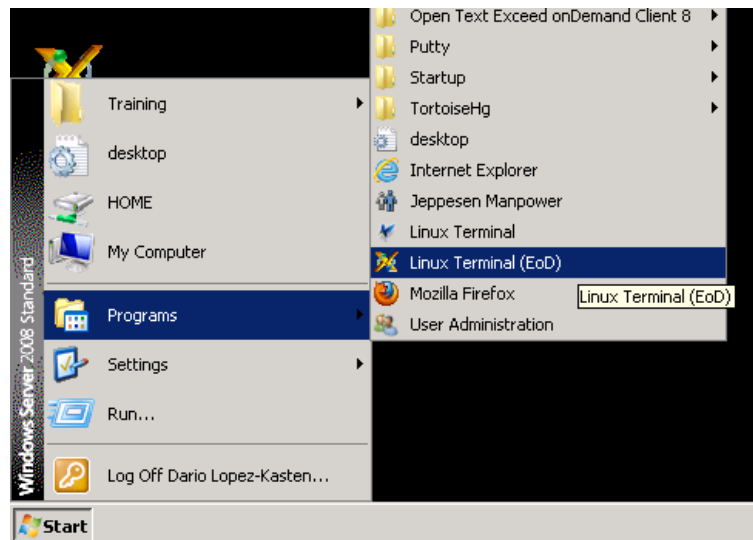 Open Text Exceed onDemand Client 8
Putty
Startup
TortoiseHg
desktop
Internet Explorer
Jeppesen Manpower
Linux Terminal
Linux Terminal (EoD)
Mozilla Firefox
Linux Terminal (EoD)
User Administration
Training
desktop
HOME
My Computer
Programs
Settings
Run...
Log Off Dario Lopez-Kasten...
Windows Server 2008 Standard
Start